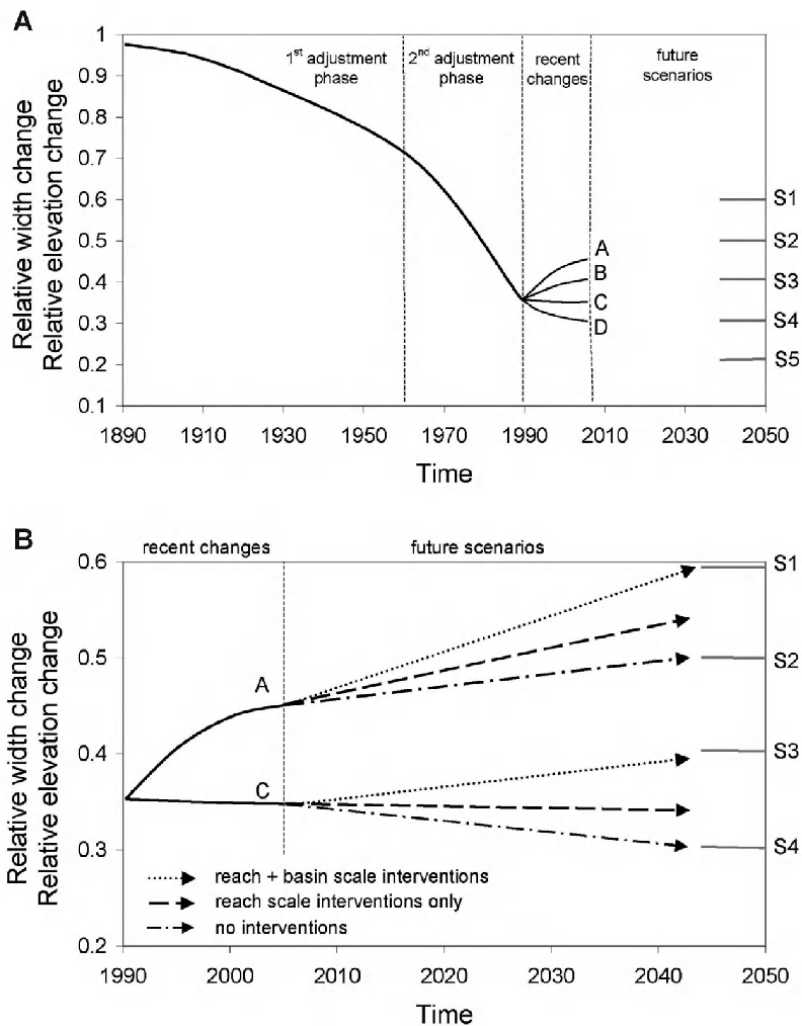 A
1st adjustment phase
2nd adjustment phase
recent changes
future scenarios
Relative width change
Relative elevation change
1
0.9
0.8
0.7
0.6
0.5
0.4
0.3
0.2
0.1
A
B
C
D
S1
S2
S3
S4
S5
1890
1910
1930
1950
1970
1990
2010
2030
2050
Time
B
recent changes
future scenarios
Relative width change
Relative elevation change
0.6
0.5
0.4
0.3
0.2
A
C
S1
S2
S3
S4
reach + basin scale interventions
reach scale interventions only
no interventions
1990
2000
2010
2020
2030
2040
2050
Time